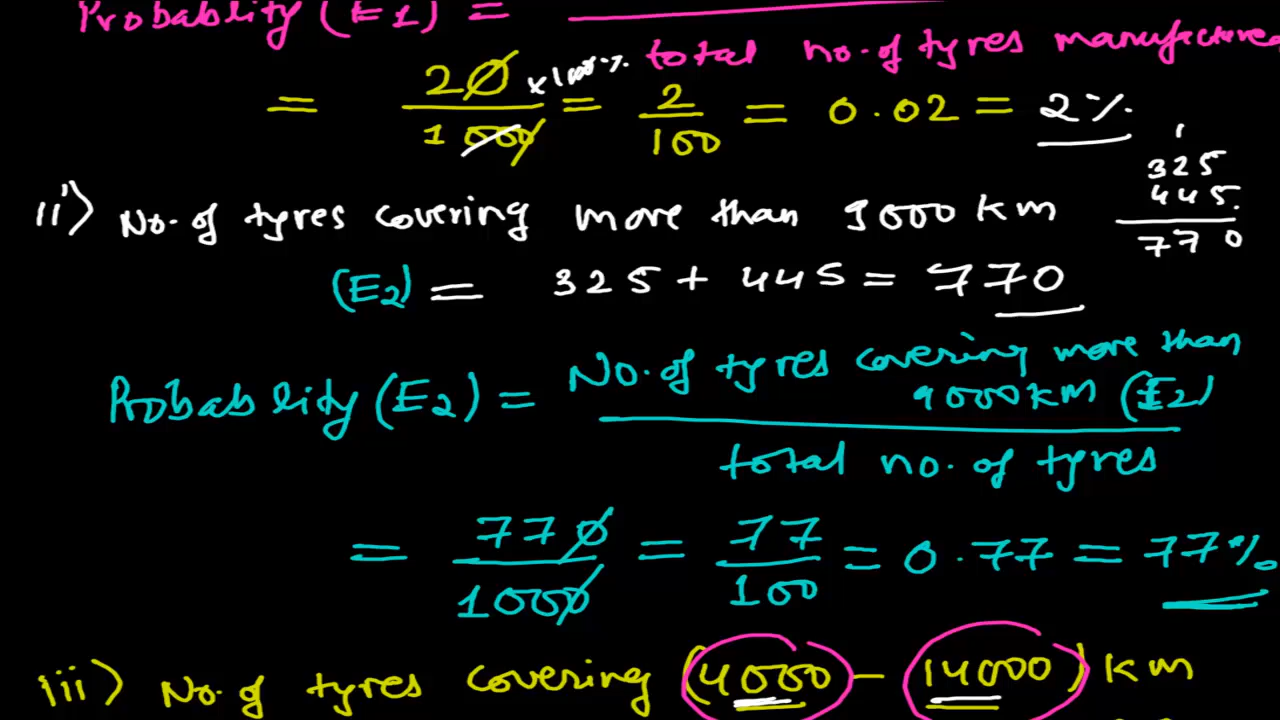 Probablity (E1) =
total no. of tyres manufactured
= 20/1000 ×100% = 2/100 = 0.02 = 2%
1
325
445.
770
ii) No. of tyres covering more than 9000 km
(E2) = 325 + 445 = 770
Probablity (E2) = No. of tyres covering more than
9000 km (E2)
total no. of tyres
= 770/1000 = 77/100 = 0.77 = 77%
iii) No. of tyres covering (4000 - 14000) km